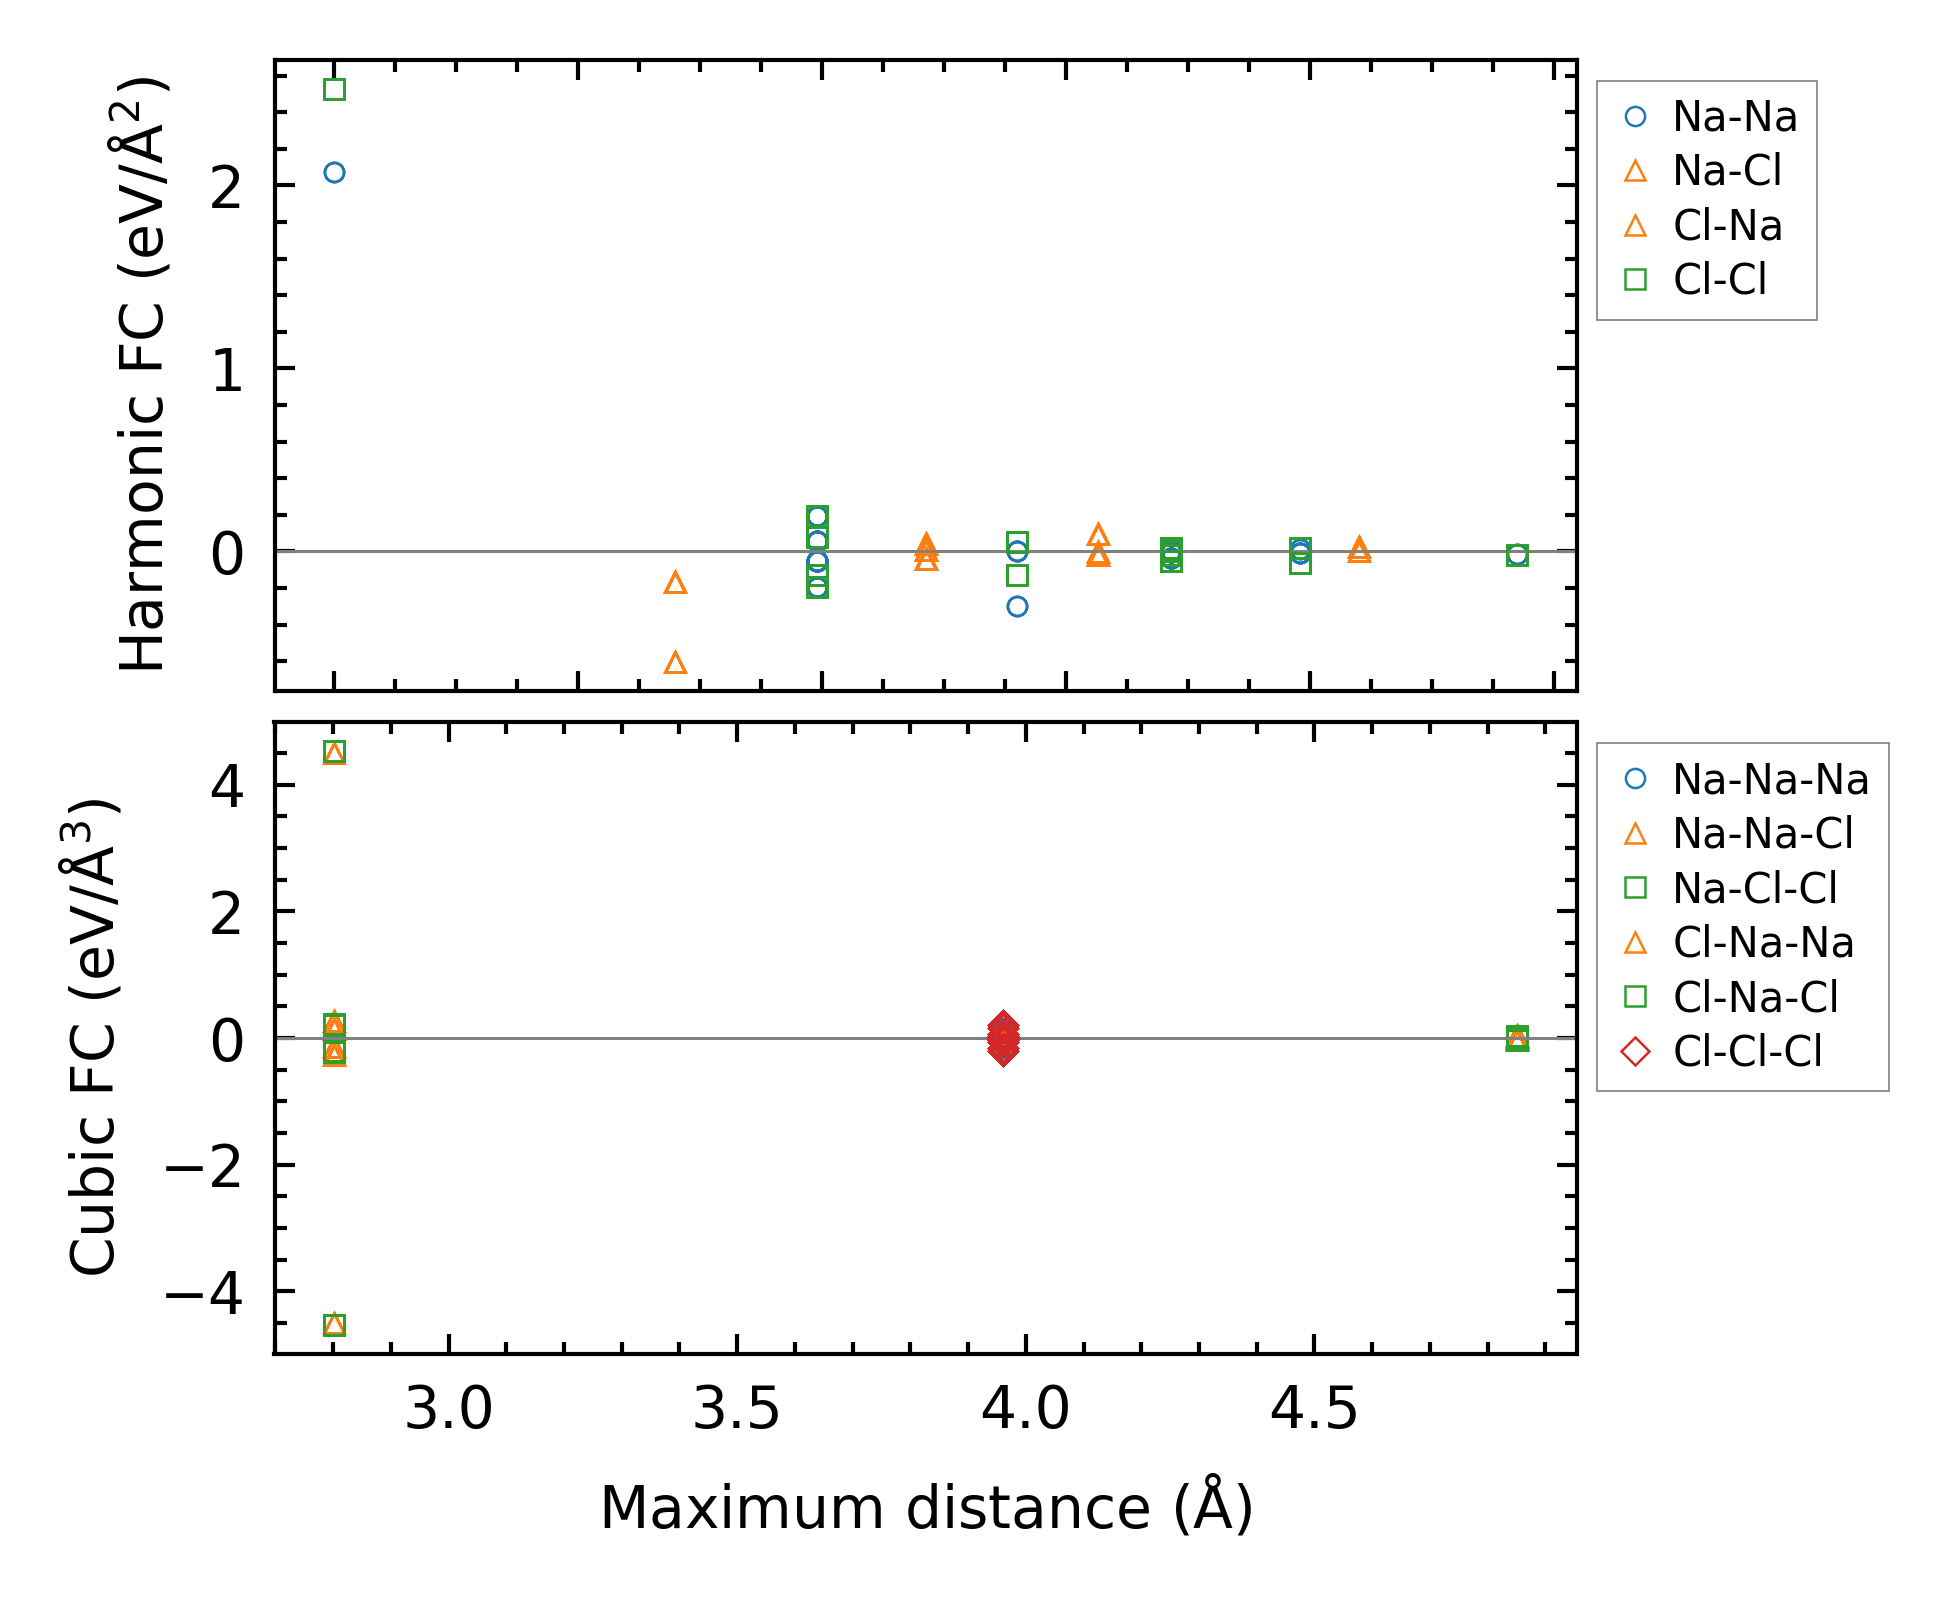 Harmonic FC (eV/Å²)
2
1
0
Na-Na
Na-Cl
Cl-Na
Cl-Cl
Cubic FC (eV/Å³)
4
2
0
−2
−4
Na-Na-Na
Na-Na-Cl
Na-Cl-Cl
Cl-Na-Na
Cl-Na-Cl
Cl-Cl-Cl
3.0 3.5 4.0 4.5
Maximum distance (Å)